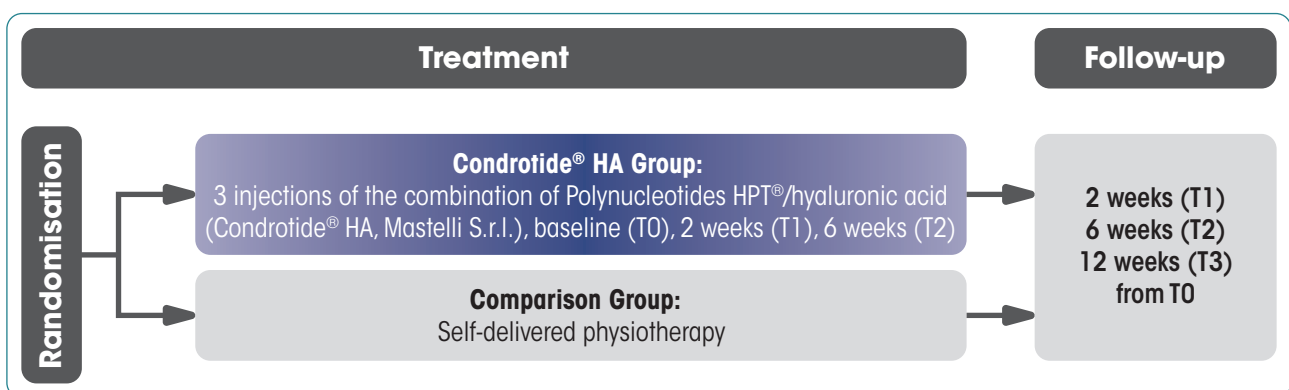 Treatment
Follow-up
Randomisation
Condrotide® HA Group:
3 injections of the combination of Polynucleotides HPT®/hyaluronic acid
(Condrotide® HA, Mastelli S.r.l.), baseline (T0), 2 weeks (T1), 6 weeks (T2)
Comparison Group:
Self-delivered physiotherapy
2 weeks (T1)
6 weeks (T2)
12 weeks (T3)
from T0